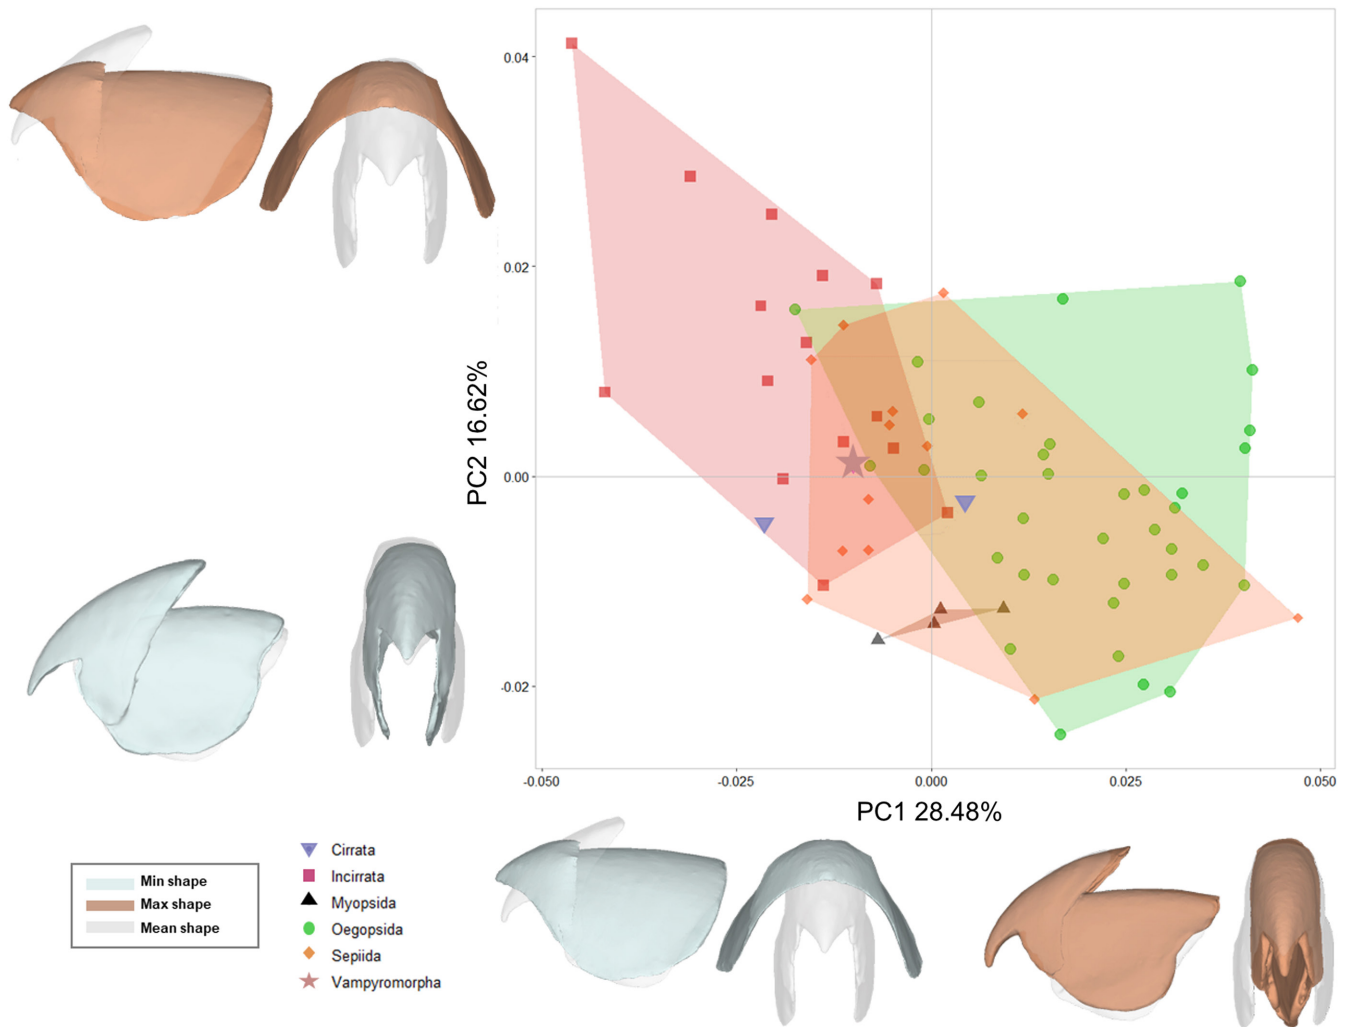 0.04
0.02
0.00
-0.02
PC2 16.62%
-0.050
-0.025
0.000
0.025
0.050
PC1 28.48%
Min shape
Max shape
Mean shape
Cirrata
Incirrata
Myopsida
Oegopsida
Sepiida
Vampyromorpha